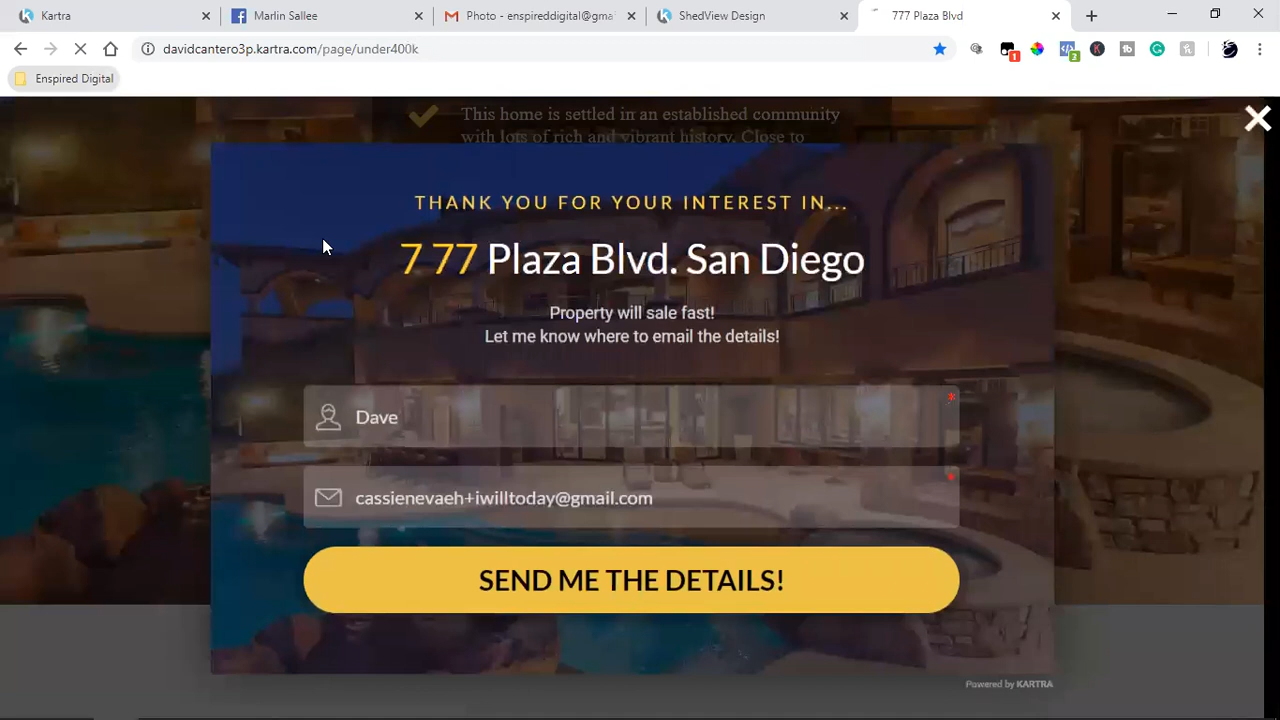 Kartra
Marlin Sallee
Photo - enspireddigital@gma
ShedView Design
777 Plaza Blvd
davidcantero3p.kartra.com/page/under400k
1
3
Enspired Digital
This home is settled in an established community
with lots of rich and vibrant history. Close to
THANK YOU FOR YOUR INTEREST IN...
7 77 Plaza Blvd. San Diego
Property will sale fast!
Let me know where to email the details!
Dave
*
cassienevaeh+iwilltoday@gmail.com
*
SEND ME THE DETAILS!
Powered by KARTRA